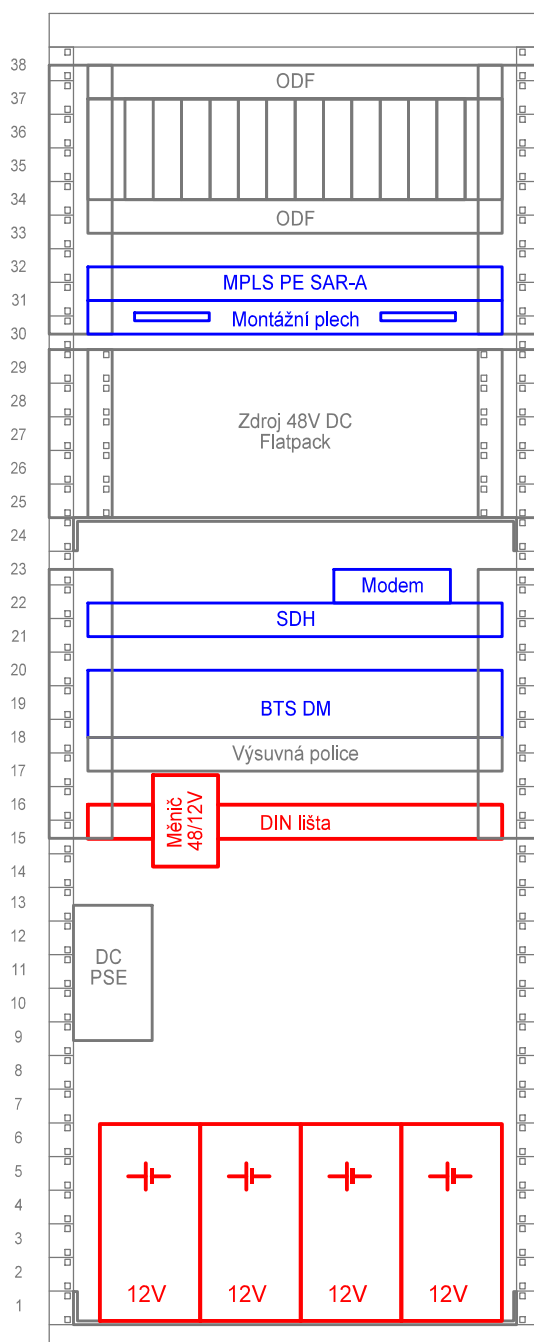 38
ODF
37
36
35
34
ODF
33
32
MPLS PE SAR-A
31
Montážní plech
30
29
28
Zdroj 48V DC
27
Flatpack
26
25
24
23
Modem
22
SDH
21
20
19
BTS DM
18
Výsuvná police
17
16
Měnič
48/12V
DIN lišta
15
14
13
12
DC
11
PSE
10
9
8
7
6
5
4
3
2
12V 12V 12V 12V
1